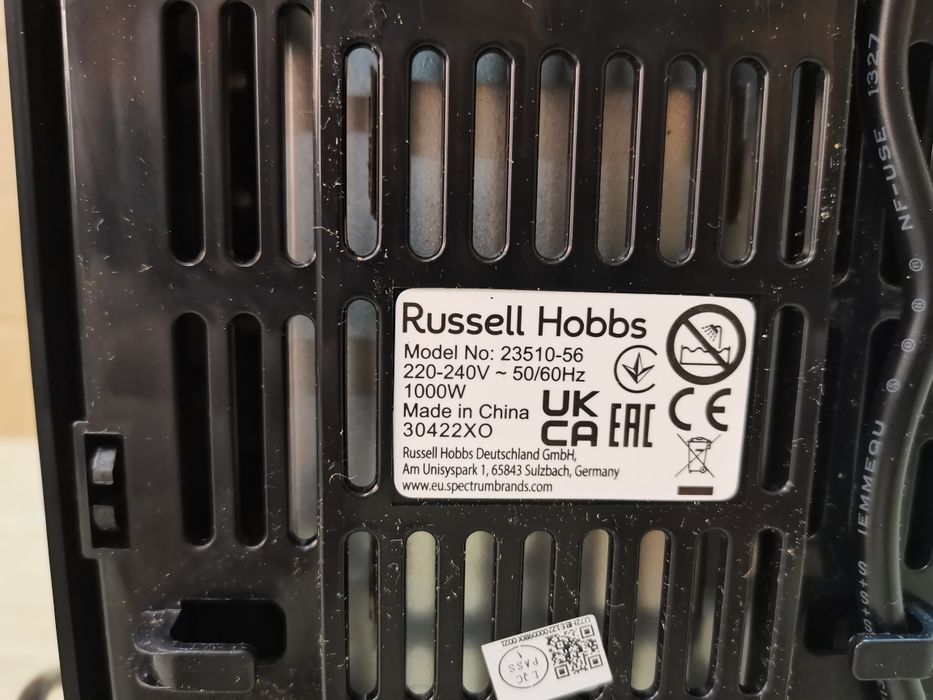 Russell Hobbs
Model No: 23510-56
220-240V ~ 50/60Hz
1000W
Made in China
30422XO
UK
CA
EAC
CE
Russell Hobbs Deutschland GmbH,
Am Unisyspark 1, 65843 Sulzbach, Germany
www.eu.spectrumbrands.com
NF-USE 1327
IEMMEQU
PASS